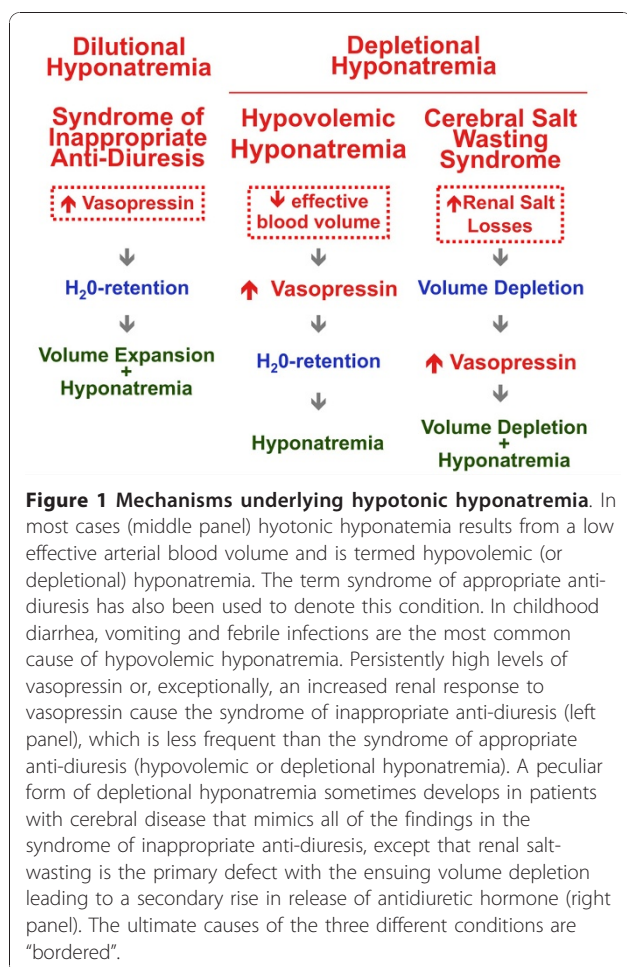 Dilutional
Hyponatremia
Depletional
Hyponatremia
Syndrome of
Inappropriate
Anti-Diuresis
Hypovolemic
Hyponatremia
Cerebral Salt
Wasting
Syndrome
↑ Vasopressin
↓ effective
blood volume
↑Renal Salt
Losses
↓
↓
↓
H₂0-retention
↑ Vasopressin
Volume Depletion
↓
↓
↓
Volume Expansion
+
Hyponatremia
H₂0-retention
↑ Vasopressin
↓
↓
Hyponatremia
Volume Depletion
+
Hyponatremia
Figure 1 Mechanisms underlying hypotonic hyponatremia. In
most cases (middle panel) hyotonic hyponatemia results from a low
effective arterial blood volume and is termed hypovolemic (or
depletional) hyponatremia. The term syndrome of appropriate anti-
diuresis has also been used to denote this condition. In childhood
diarrhea, vomiting and febrile infections are the most common
cause of hypovolemic hyponatremia. Persistently high levels of
vasopressin or, exceptionally, an increased renal response to
vasopressin cause the syndrome of inappropriate anti-diuresis (left
panel), which is less frequent than the syndrome of appropriate
anti-diuresis (hypovolemic or depletional hyponatremia). A peculiar
form of depletional hyponatremia sometimes develops in patients
with cerebral disease that mimics all of the findings in the
syndrome of inappropriate anti-diuresis, except that renal salt-
wasting is the primary defect with the ensuing volume depletion
leading to a secondary rise in release of antidiuretic hormone (right
panel). The ultimate causes of the three different conditions are
“bordered”.